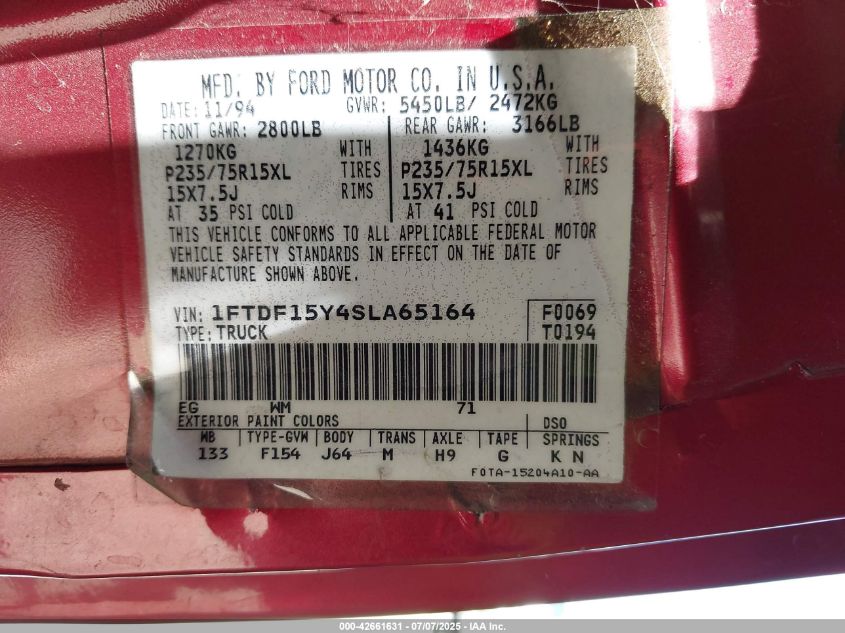 MFD. BY FORD MOTOR CO. IN U.S.A.
DATE: 11/94 GVWR: 5450LB/ 2472KG
FRONT GAWR: 2800LB REAR GAWR: 3166LB
1270KG WITH 1436KG WITH
P235/75R15XL TIRES P235/75R15XL TIRES
15X7.5J RIMS 15X7.5J RIMS
AT 35 PSI COLD AT 41 PSI COLD
THIS VEHICLE CONFORMS TO ALL APPLICABLE FEDERAL MOTOR
VEHICLE SAFETY STANDARDS IN EFFECT ON THE DATE OF
MANUFACTURE SHOWN ABOVE.
VIN: 1FTDF15Y4SLA65164 F0069
TYPE: TRUCK T0194
EG WM 71
EXTERIOR PAINT COLORS DSO
WB TYPE-GVW BODY TRANS AXLE TAPE SPRINGS
133 F154 J64 M H9 G K N
F0TA-15204A10-AA
000-42661631 - 07/07/2025 - IAA Inc.